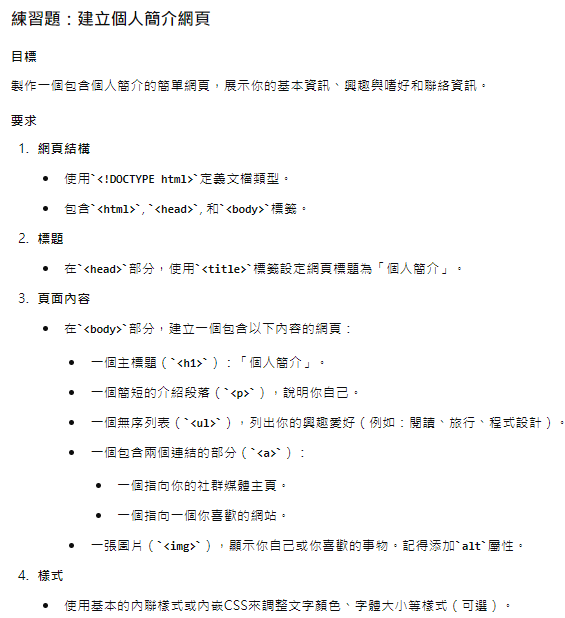 練習題：建立個人簡介網頁
目標
製作一個包含個人簡介的簡單網頁，展示你的基本資訊、興趣與嗜好和聯絡資訊。
要求
1. 網頁結構
• 使用`<!DOCTYPE html>`定義文檔類型。
• 包含`<html>`, `<head>`, 和`<body>`標籤。
2. 標題
• 在`<head>`部分，使用`<title>`標籤設定網頁標題為「個人簡介」。
3. 頁面內容
• 在`<body>`部分，建立一個包含以下內容的網頁：
• 一個主標題（`<h1>`）：「個人簡介」。
• 一個簡短的介紹段落（`<p>`），說明你自己。
• 一個無序列表（`<ul>`），列出你的興趣愛好（例如：閱讀、旅行、程式設計）。
• 一個包含兩個連結的部分（`<a>`）：
• 一個指向你的社群媒體主頁。
• 一個指向一個你喜歡的網站。
• 一張圖片（`<img>`），顯示你自己或你喜歡的事物。記得添加`alt`屬性。
4. 樣式
• 使用基本的內聯樣式或內嵌CSS來調整文字顏色、字體大小等樣式（可選）。